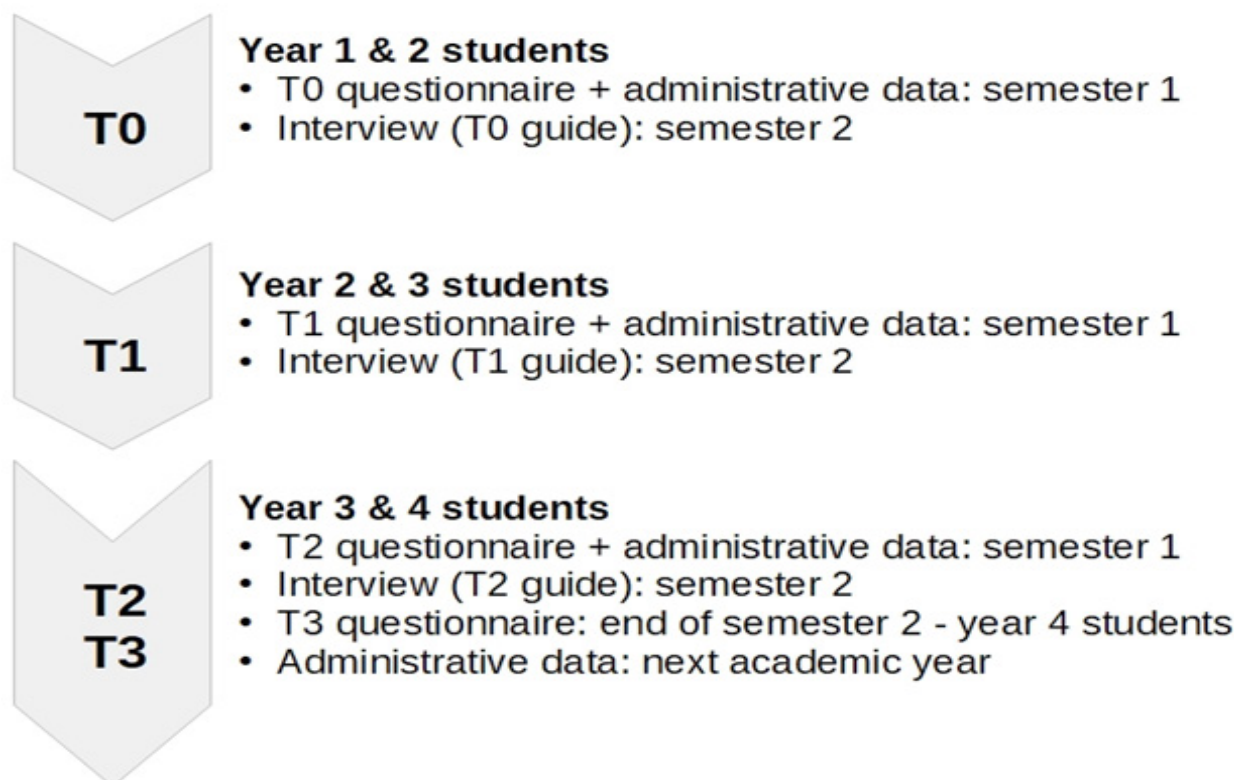 T0
Year 1 & 2 students
• T0 questionnaire + administrative data: semester 1
• Interview (T0 guide): semester 2
T1
Year 2 & 3 students
• T1 questionnaire + administrative data: semester 1
• Interview (T1 guide): semester 2
T2
T3
Year 3 & 4 students
• T2 questionnaire + administrative data: semester 1
• Interview (T2 guide): semester 2
• T3 questionnaire: end of semester 2 - year 4 students
• Administrative data: next academic year